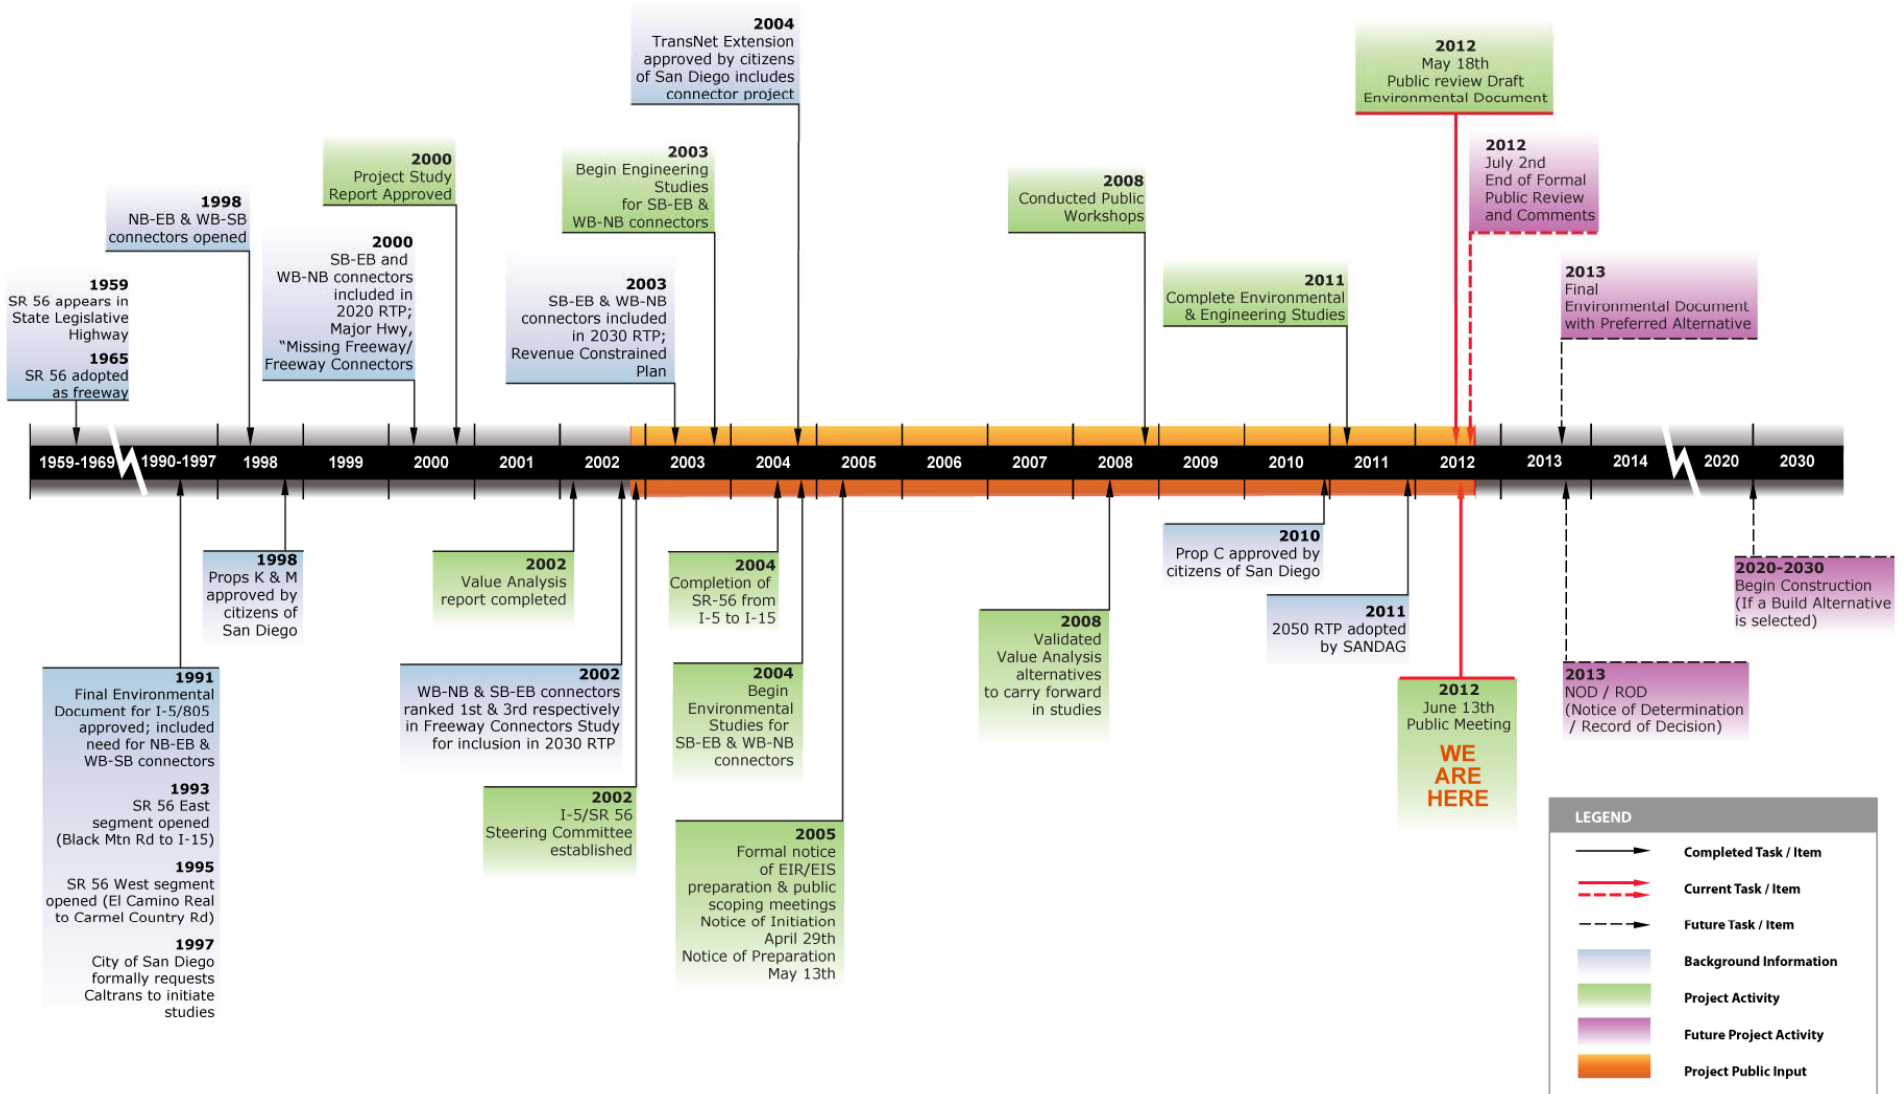 2004
TransNet Extension
approved by citizens
of San Diego includes
connector project
2012
May 18th
Public review Draft
Environmental Document
2000
Project Study
Report Approved
2003
Begin Engineering
Studies
for SB-EB &
WB-NB connectors
2012
July 2nd
End of Formal
Public Review
and Comments
1998
NB-EB & WB-SB
connectors opened
2008
Conducted Public
Workshops
2000
SB-EB and
WB-NB connectors
included in
2020 RTP;
Major Hwy,
“Missing Freeway/
Freeway Connectors
1959
SR 56 appears in
State Legislative
Highway
1965
SR 56 adopted
as freeway
2003
SB-EB & WB-NB
connectors included
in 2030 RTP;
Revenue Constrained
Plan
2011
Complete Environmental
& Engineering Studies
2013
Final
Environmental Document
with Preferred Alternative
1959-1969 1990-1997 1998 1999 2000 2001 2002 2003 2004 2005 2006 2007 2008 2009 2010 2011 2012 2013 2014 2020 2030
1998
Props K & M
approved by
citizens of
San Diego
2002
Value Analysis
report completed
2004
Completion of
SR-56 from
I-5 to I-15
2010
Prop C approved by
citizens of San Diego
2020-2030
Begin Construction
(If a Build Alternative
is selected)
2008
Validated
Value Analysis
alternatives
to carry forward
in studies
2011
2050 RTP adopted
by SANDAG
1991
Final Environmental
Document for I-5/805
approved; included
need for NB-EB &
WB-SB connectors
1993
SR 56 East
segment opened
(Black Mtn Rd to I-15)
1995
SR 56 West segment
opened (El Camino Real
to Carmel Country Rd)
1997
City of San Diego
formally requests
Caltrans to initiate
studies
2002
WB-NB & SB-EB connectors
ranked 1st & 3rd respectively
in Freeway Connectors Study
for inclusion in 2030 RTP
2004
Begin
Environmental
Studies for
SB-EB & WB-NB
connectors
2012
June 13th
Public Meeting
WE
ARE
HERE
2013
NOD / ROD
(Notice of Determination
/ Record of Decision)
2002
I-5/SR 56
Steering Committee
established
2005
Formal notice
of EIR/EIS
preparation & public
scoping meetings
Notice of Initiation
April 29th
Notice of Preparation
May 13th
LEGEND
Completed Task / Item
Current Task / Item
Future Task / Item
Background Information
Project Activity
Future Project Activity
Project Public Input